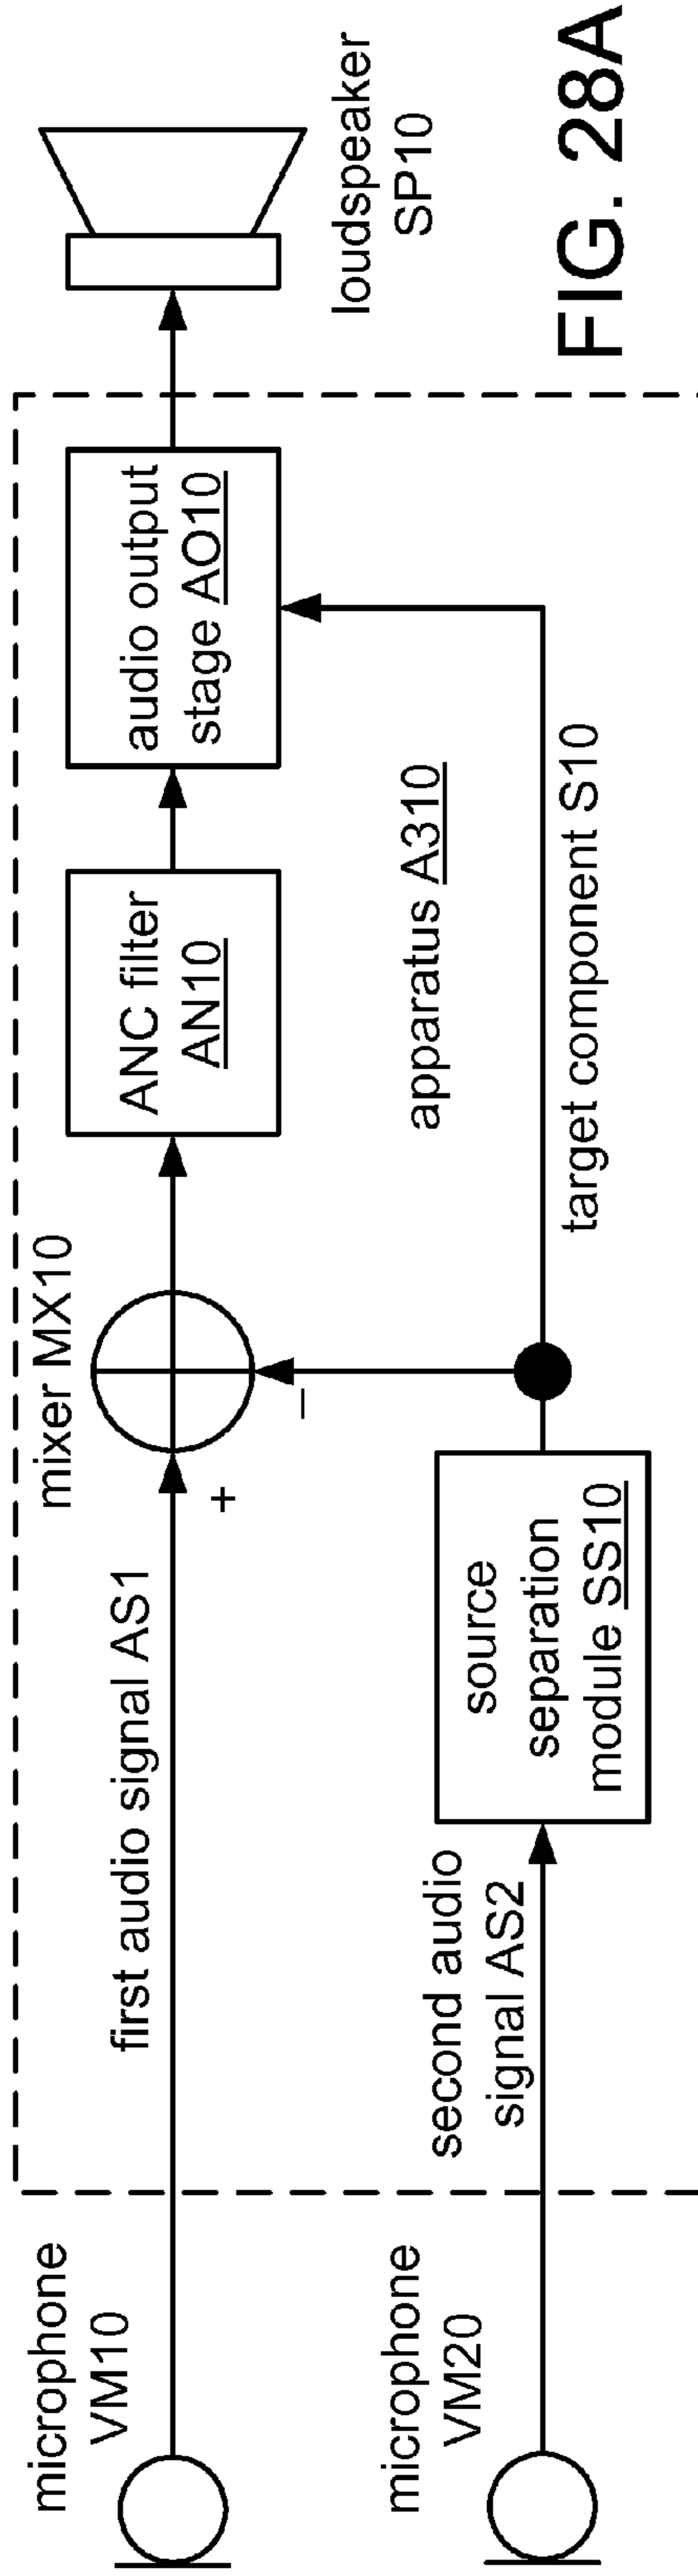 microphone
VM10
first audio signal AS1
+
mixer MX10
–
ANC filter
AN10
audio output
stage AO10
loudspeaker
SP10
microphone
VM20
second audio
signal AS2
source
separation
module SS10
target component S10
apparatus A310
FIG. 28A